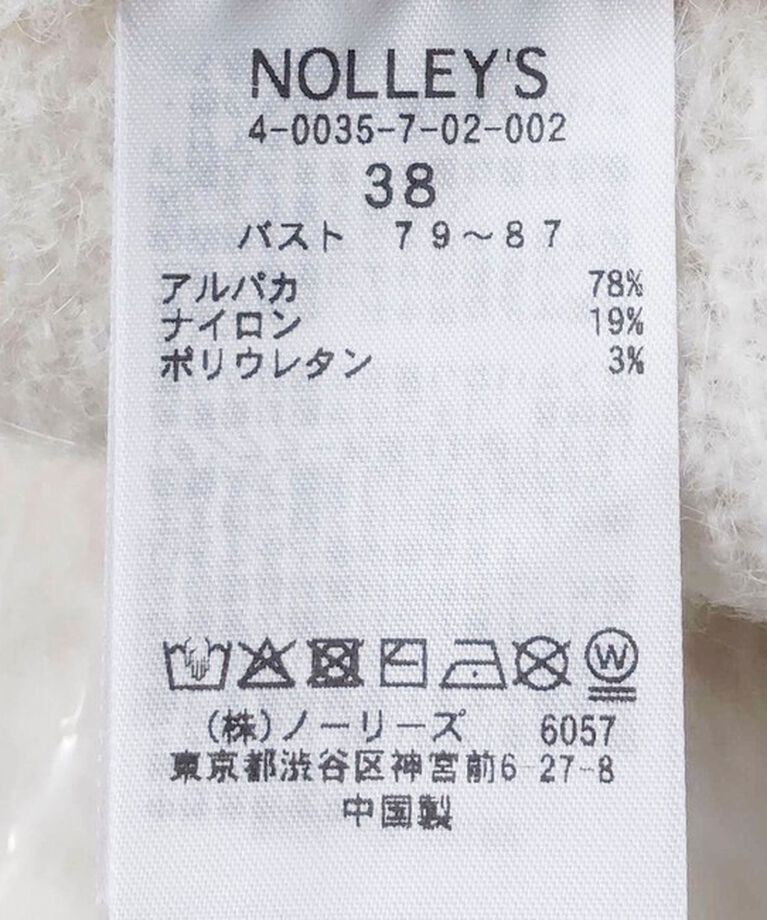 NOLLEY'S
4-0035-7-02-002
38
バスト　７９～８７
アルパカ 78%
ナイロン 19%
ポリウレタン 3%
W
(株)ノーリーズ 6057
東京都渋谷区神宮前6-27-8
中国製